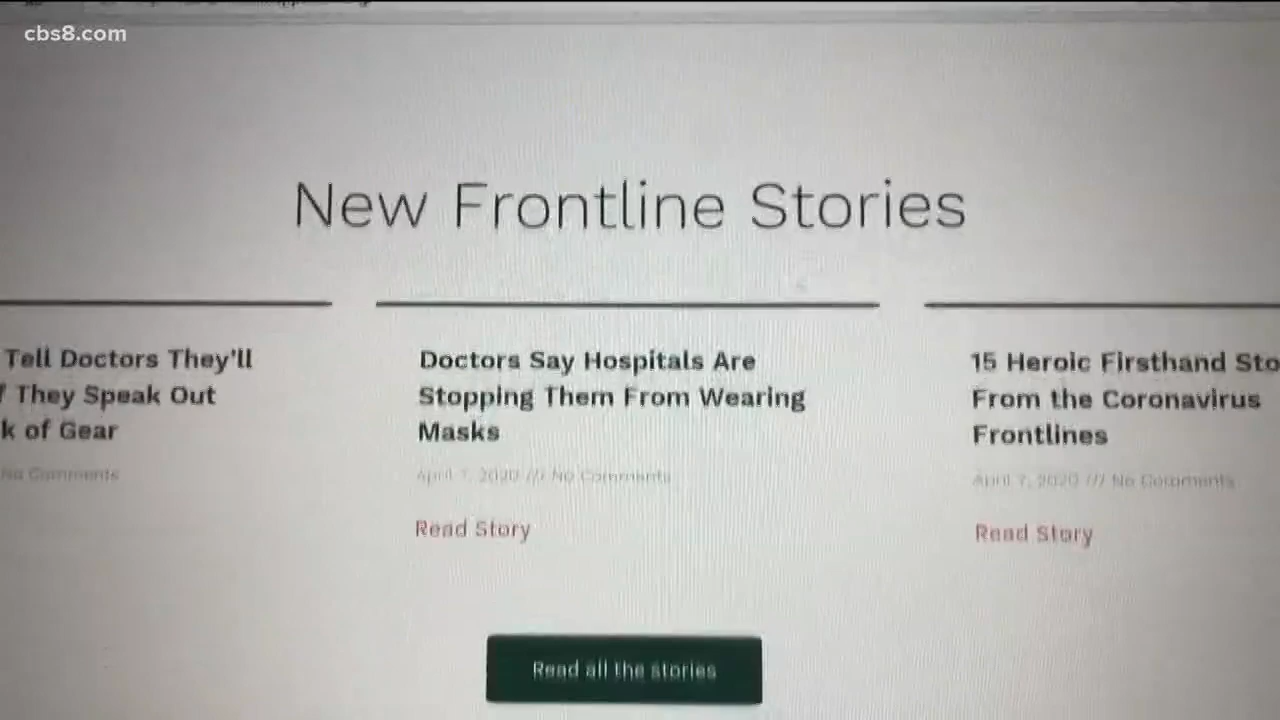 cbs8.com
New Frontline Stories
Tell Doctors They'll
They Speak Out
k of Gear
No Comments
Doctors Say Hospitals Are
Stopping Them From Wearing
Masks
April 7, 2020 /// No Comments
Read Story
15 Heroic Firsthand Sto
From the Coronavirus
Frontlines
April 7, 2020 /// No Comments
Read Story
Read all the stories